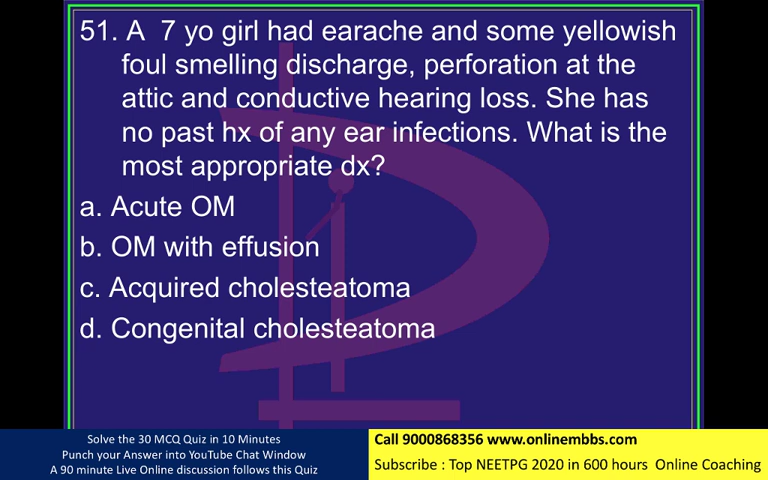 51. A 7 yo girl had earache and some yellowish
foul smelling discharge, perforation at the
attic and conductive hearing loss. She has
no past hx of any ear infections. What is the
most appropriate dx?
a. Acute OM
b. OM with effusion
c. Acquired cholesteatoma
d. Congenital cholesteatoma
Solve the 30 MCQ Quiz in 10 Minutes
Punch your Answer into YouTube Chat Window
A 90 minute Live Online discussion follows this Quiz
Call 9000868356 www.onlinembbs.com
Subscribe : Top NEETPG 2020 in 600 hours Online Coaching